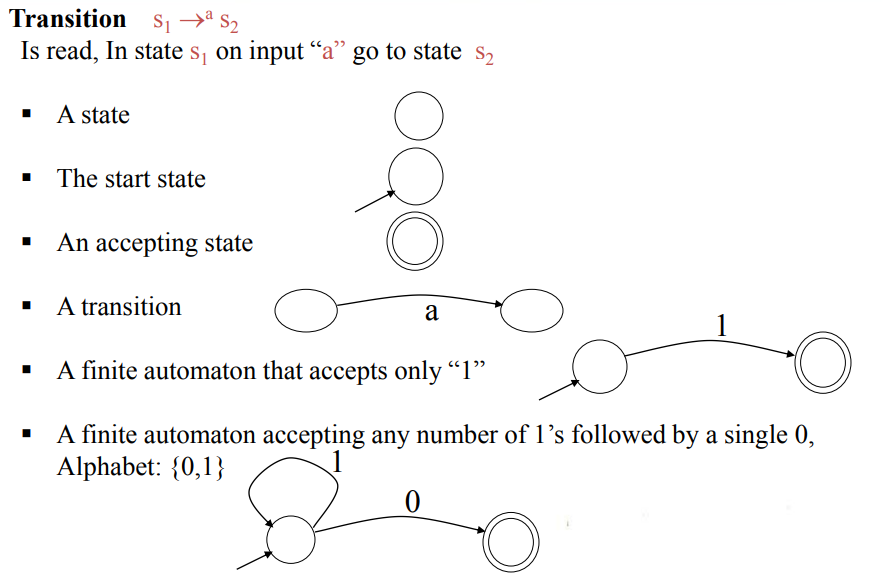 Transition s₁ →ᵃ s₂
Is read, In state s₁ on input “a” go to state s₂
▪ A state
▪ The start state
▪ An accepting state
▪ A transition
a
1
▪ A finite automaton that accepts only “1”
▪ A finite automaton accepting any number of 1’s followed by a single 0,
Alphabet: {0,1}
1
0